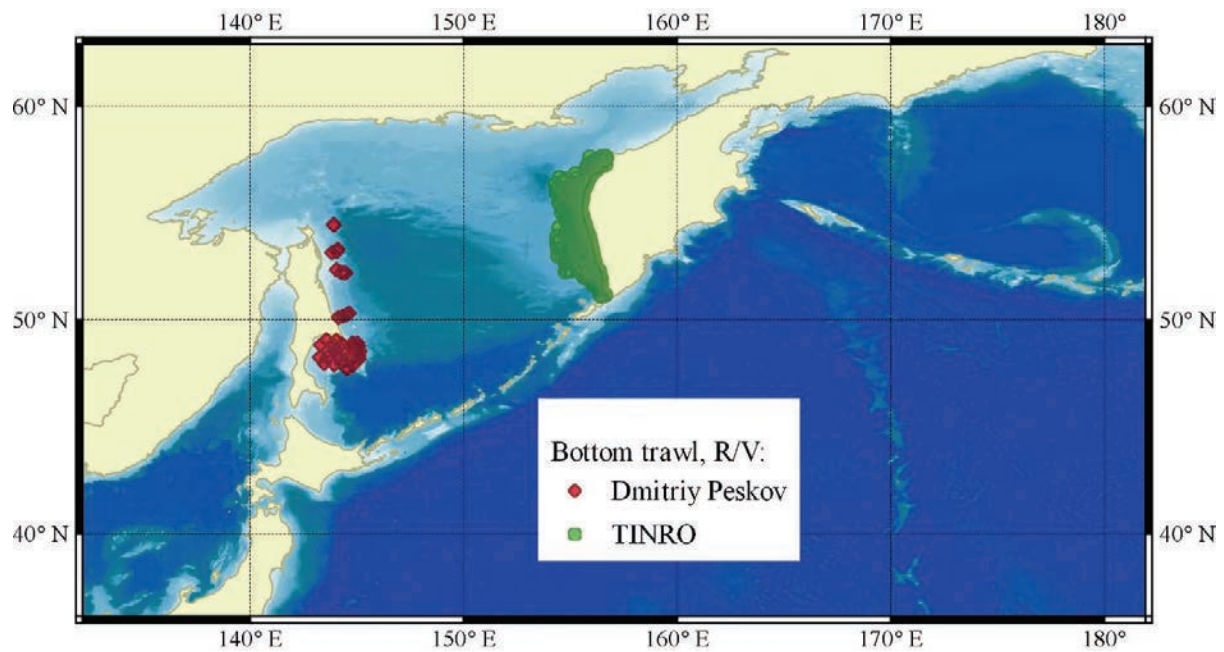 140° E 150° E 160° E 170° E 180°
60° N 60° N
50° N 50° N
40° N 40° N
Bottom trawl, R/V:
Dmitriy Peskov
TINRO
140° E 150° E 160° E 170° E 180°